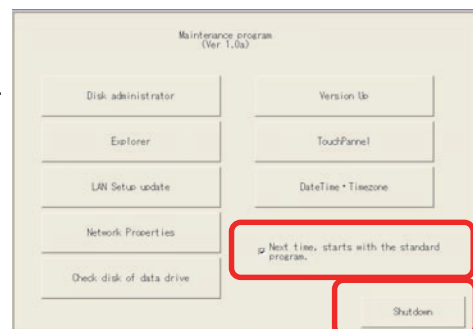 Maintenance program
(Ver 1.0a)
Disk administrator
Version Up
Explorer
TouchPannel
LAN Setup update
DateTime・Timezone
Network Properties
Next time, starts with the standard
program.
Check disk of data drive
Shutdown